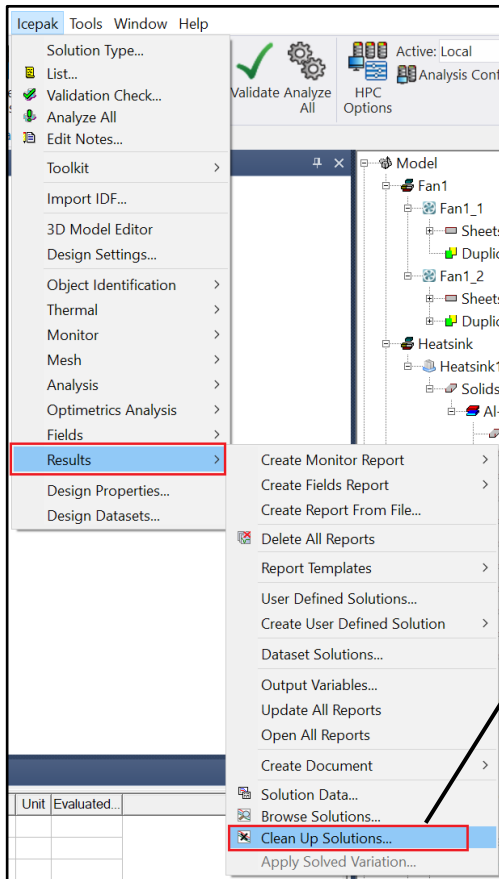 Icepak Tools Window Help
Solution Type...
List...
Validation Check...
Analyze All
Edit Notes...
Toolkit
Import IDF...
3D Model Editor
Design Settings...
Object Identification
Thermal
Monitor
Mesh
Analysis
Optimetrics Analysis
Fields
Results
Design Properties...
Design Datasets...
Validate Analyze All
HPC Options
Active: Local
Analysis Conf
Model
Fan1
Fan1_1
Sheets
Duplic
Fan1_2
Sheets
Duplic
Heatsink
Heatsink1
Solids
Al-
Create Monitor Report
Create Fields Report
Create Report From File...
Delete All Reports
Report Templates
User Defined Solutions...
Create User Defined Solution
Dataset Solutions...
Output Variables...
Update All Reports
Open All Reports
Create Document
Solution Data...
Browse Solutions...
Clean Up Solutions...
Apply Solved Variation...
Unit Evaluated...